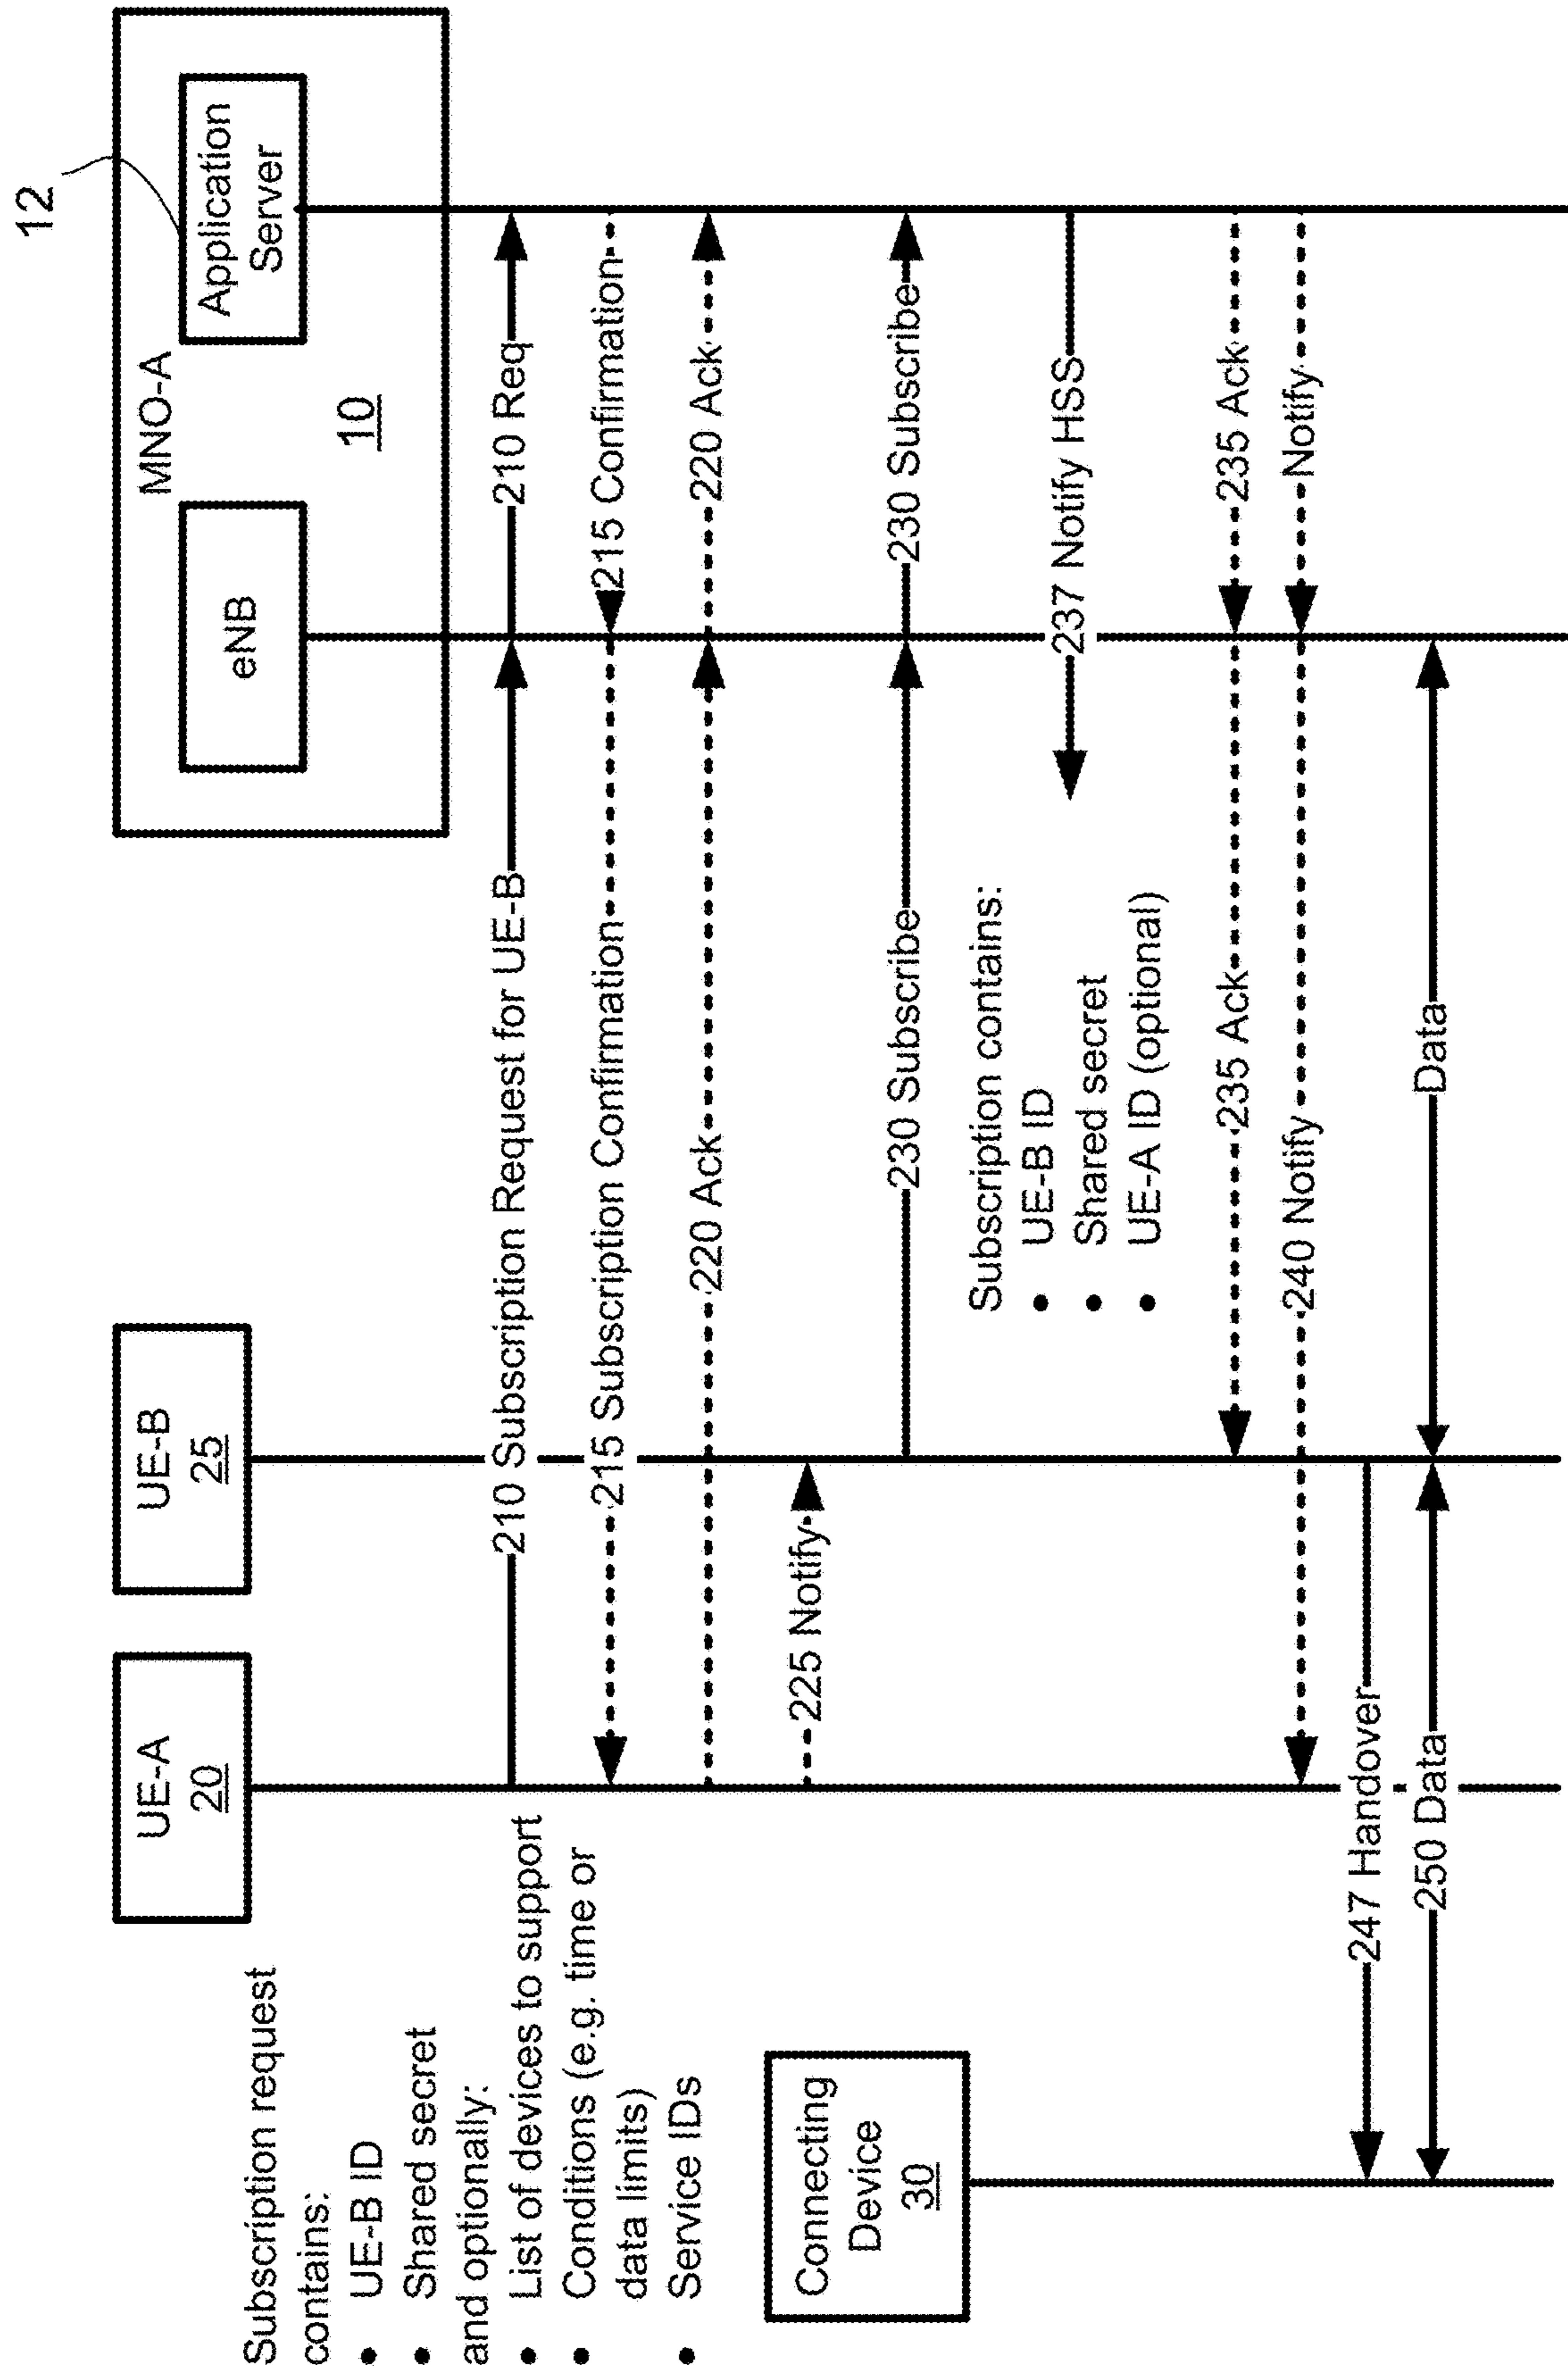 12
MNO-A
10
eNB
Application
Server
UE-B
25
UE-A
20
Subscription request
contains:
• UE-B ID
• Shared secret
and optionally:
• List of devices to support
• Conditions (e.g. time or
data limits)
• Service IDs
Connecting
Device
30
210 Subscription Request for UE-B
210 Req
215 Subscription Confirmation
215 Confirmation
220 Ack
220 Ack
225 Notify
230 Subscribe
230 Subscribe
Subscription contains:
• UE-B ID
• Shared secret
• UE-A ID (optional)
237 Notify HSS
235 Ack
235 Ack
240 Notify
Notify
247 Handover
250 Data
Data